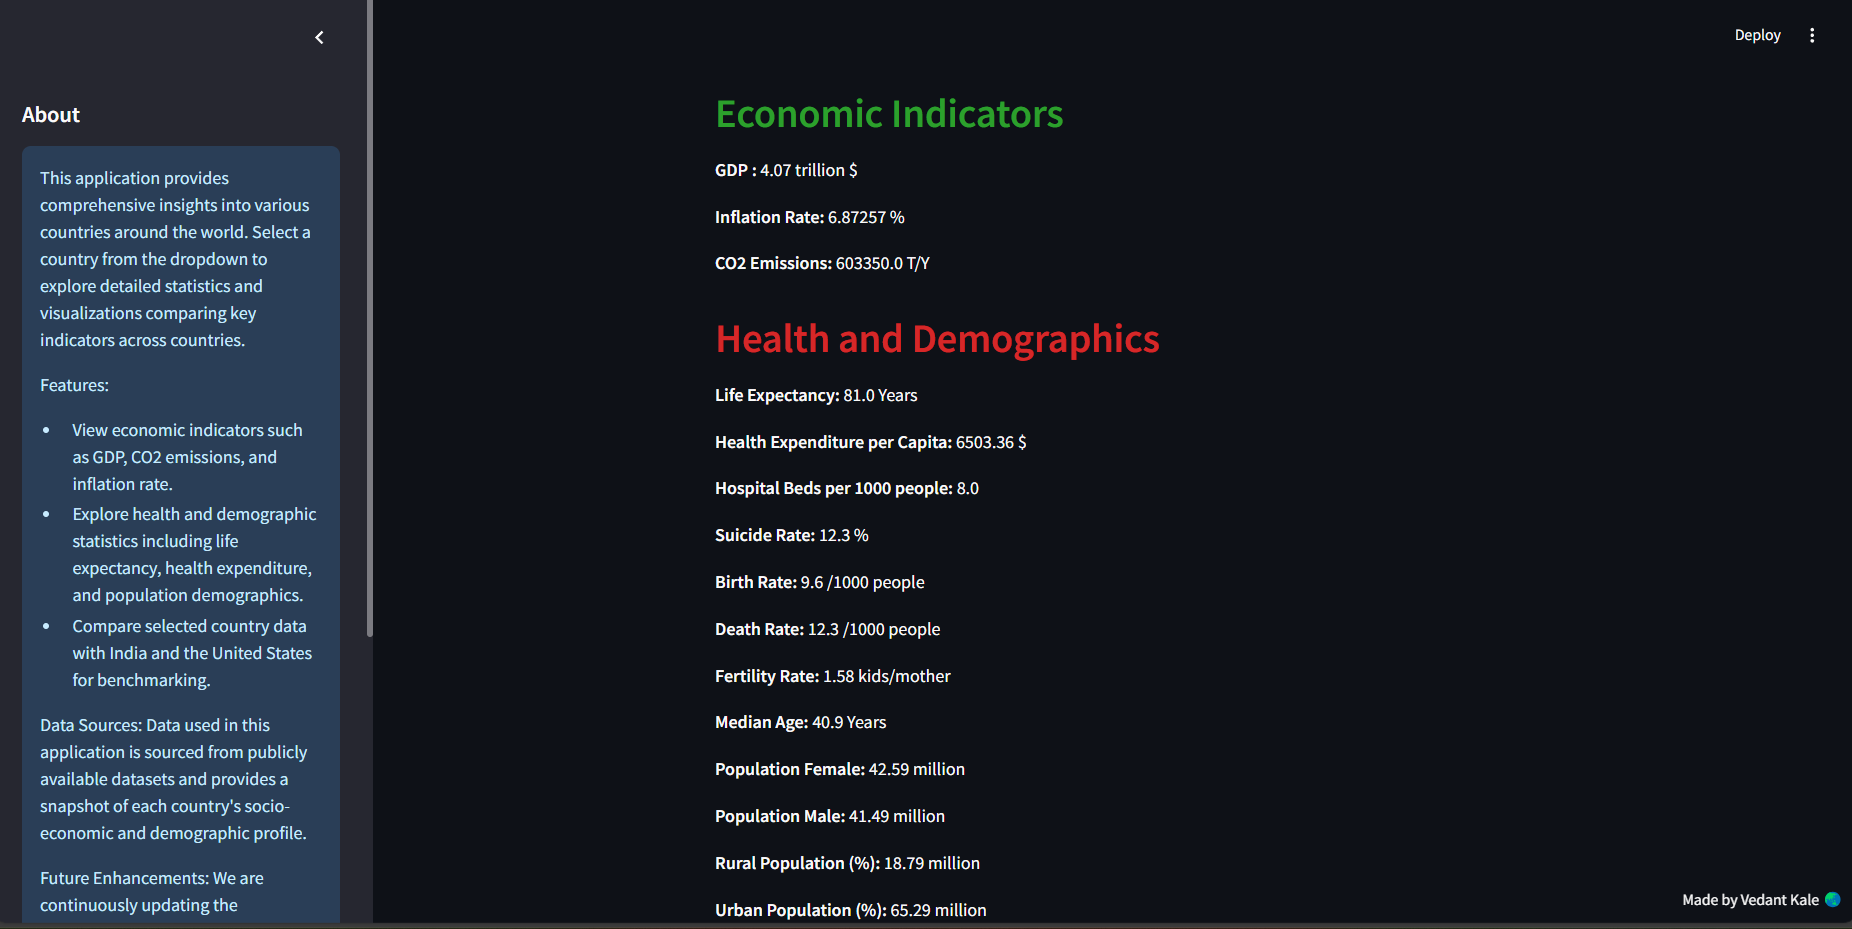 Deploy
About
This application provides
comprehensive insights into various
countries around the world. Select a
country from the dropdown to
explore detailed statistics and
visualizations comparing key
indicators across countries.
Features:
• View economic indicators such
as GDP, CO2 emissions, and
inflation rate.
• Explore health and demographic
statistics including life
expectancy, health expenditure,
and population demographics.
• Compare selected country data
with India and the United States
for benchmarking.
Data Sources: Data used in this
application is sourced from publicly
available datasets and provides a
snapshot of each country's socio-
economic and demographic profile.
Future Enhancements: We are
continuously updating the
Economic Indicators
GDP : 4.07 trillion $
Inflation Rate: 6.87257 %
CO2 Emissions: 603350.0 T/Y
Health and Demographics
Life Expectancy: 81.0 Years
Health Expenditure per Capita: 6503.36 $
Hospital Beds per 1000 people: 8.0
Suicide Rate: 12.3 %
Birth Rate: 9.6 /1000 people
Death Rate: 12.3 /1000 people
Fertility Rate: 1.58 kids/mother
Median Age: 40.9 Years
Population Female: 42.59 million
Population Male: 41.49 million
Rural Population (%): 18.79 million
Urban Population (%): 65.29 million
Made by Vedant Kale